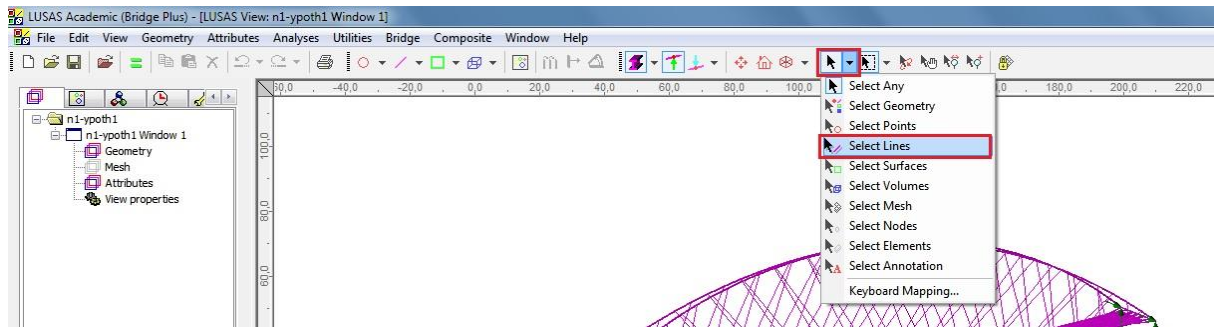 LUSAS Academic (Bridge Plus) - [LUSAS View: n1-ypoth1 Window 1]
File Edit View Geometry Attributes Analyses Utilities Bridge Composite Window Help
-40,0 -20,0 0,0 20,0 40,0 60,0 80,0 100,0 180,0 200,0 220,0
n1-ypoth1
n1-ypoth1 Window 1
Geometry
Mesh
Attributes
View properties
100,0
80,0
60,0
Select Any
Select Geometry
Select Points
Select Lines
Select Surfaces
Select Volumes
Select Mesh
Select Nodes
Select Elements
Select Annotation
Keyboard Mapping...